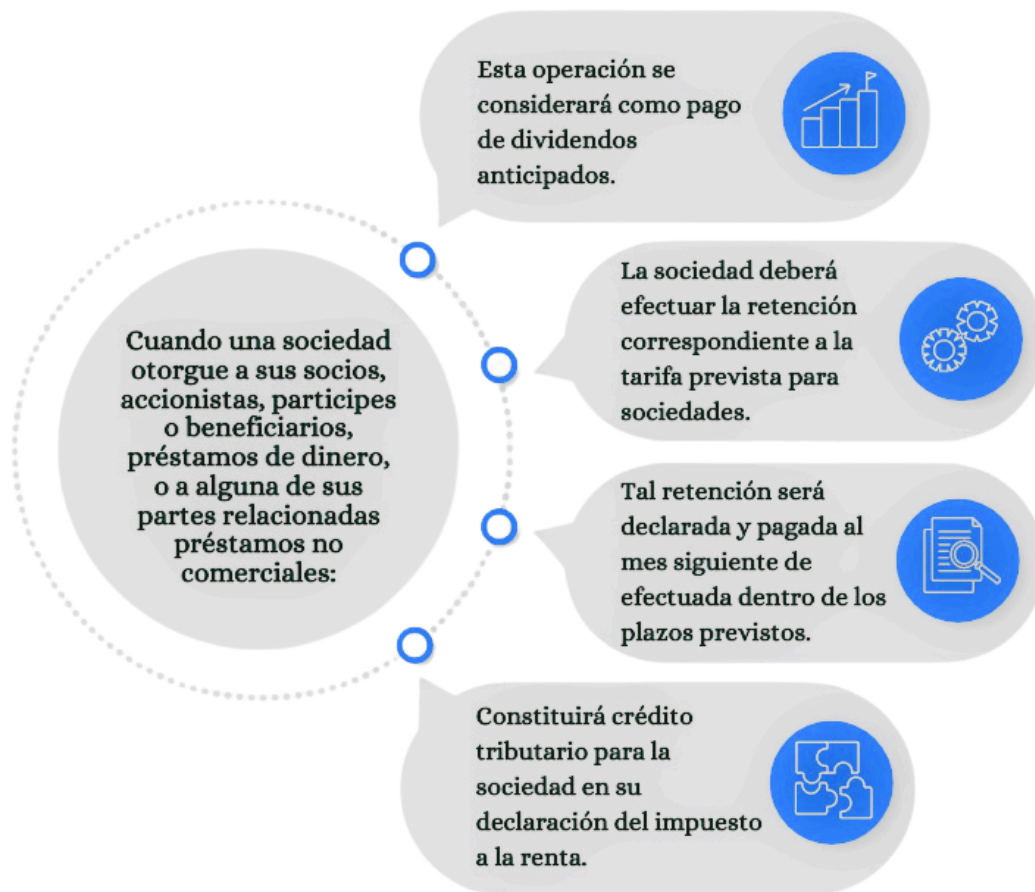 Cuando una sociedad
otorgue a sus socios,
accionistas, participes
o beneficiarios,
préstamos de dinero,
o a alguna de sus
partes relacionadas
préstamos no
comerciales:
Esta operación se
considerará como pago
de dividendos
anticipados.
La sociedad deberá
efectuar la retención
correspondiente a la
tarifa prevista para
sociedades.
Tal retención será
declarada y pagada al
mes siguiente de
efectuada dentro de los
plazos previstos.
Constituirá crédito
tributario para la
sociedad en su
declaración del impuesto
a la renta.